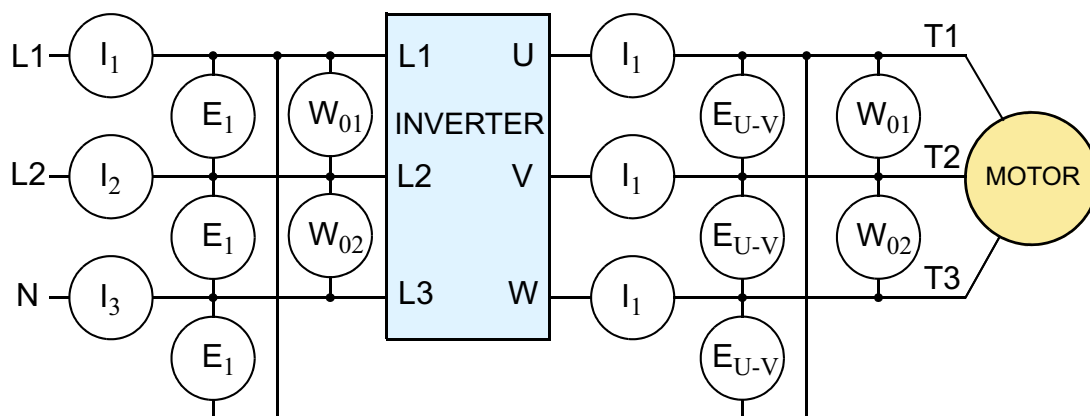 L1 I1 L1 U I1 T1
E1 W01 INVERTER EU-V W01
L2 I2 L2 V I1 T2 MOTOR
E1 W02 EU-V W02
N I3 L3 W I1 T3
E1 EU-V